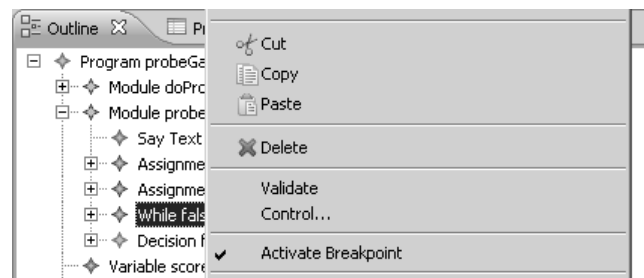 Outline
Pr
Program probeGa
Module doPro
Module probe
Say Text
Assignme
Assignme
While fals
Decision f
Variable score
Cut
Copy
Paste
Delete
Validate
Control...
Activate Breakpoint